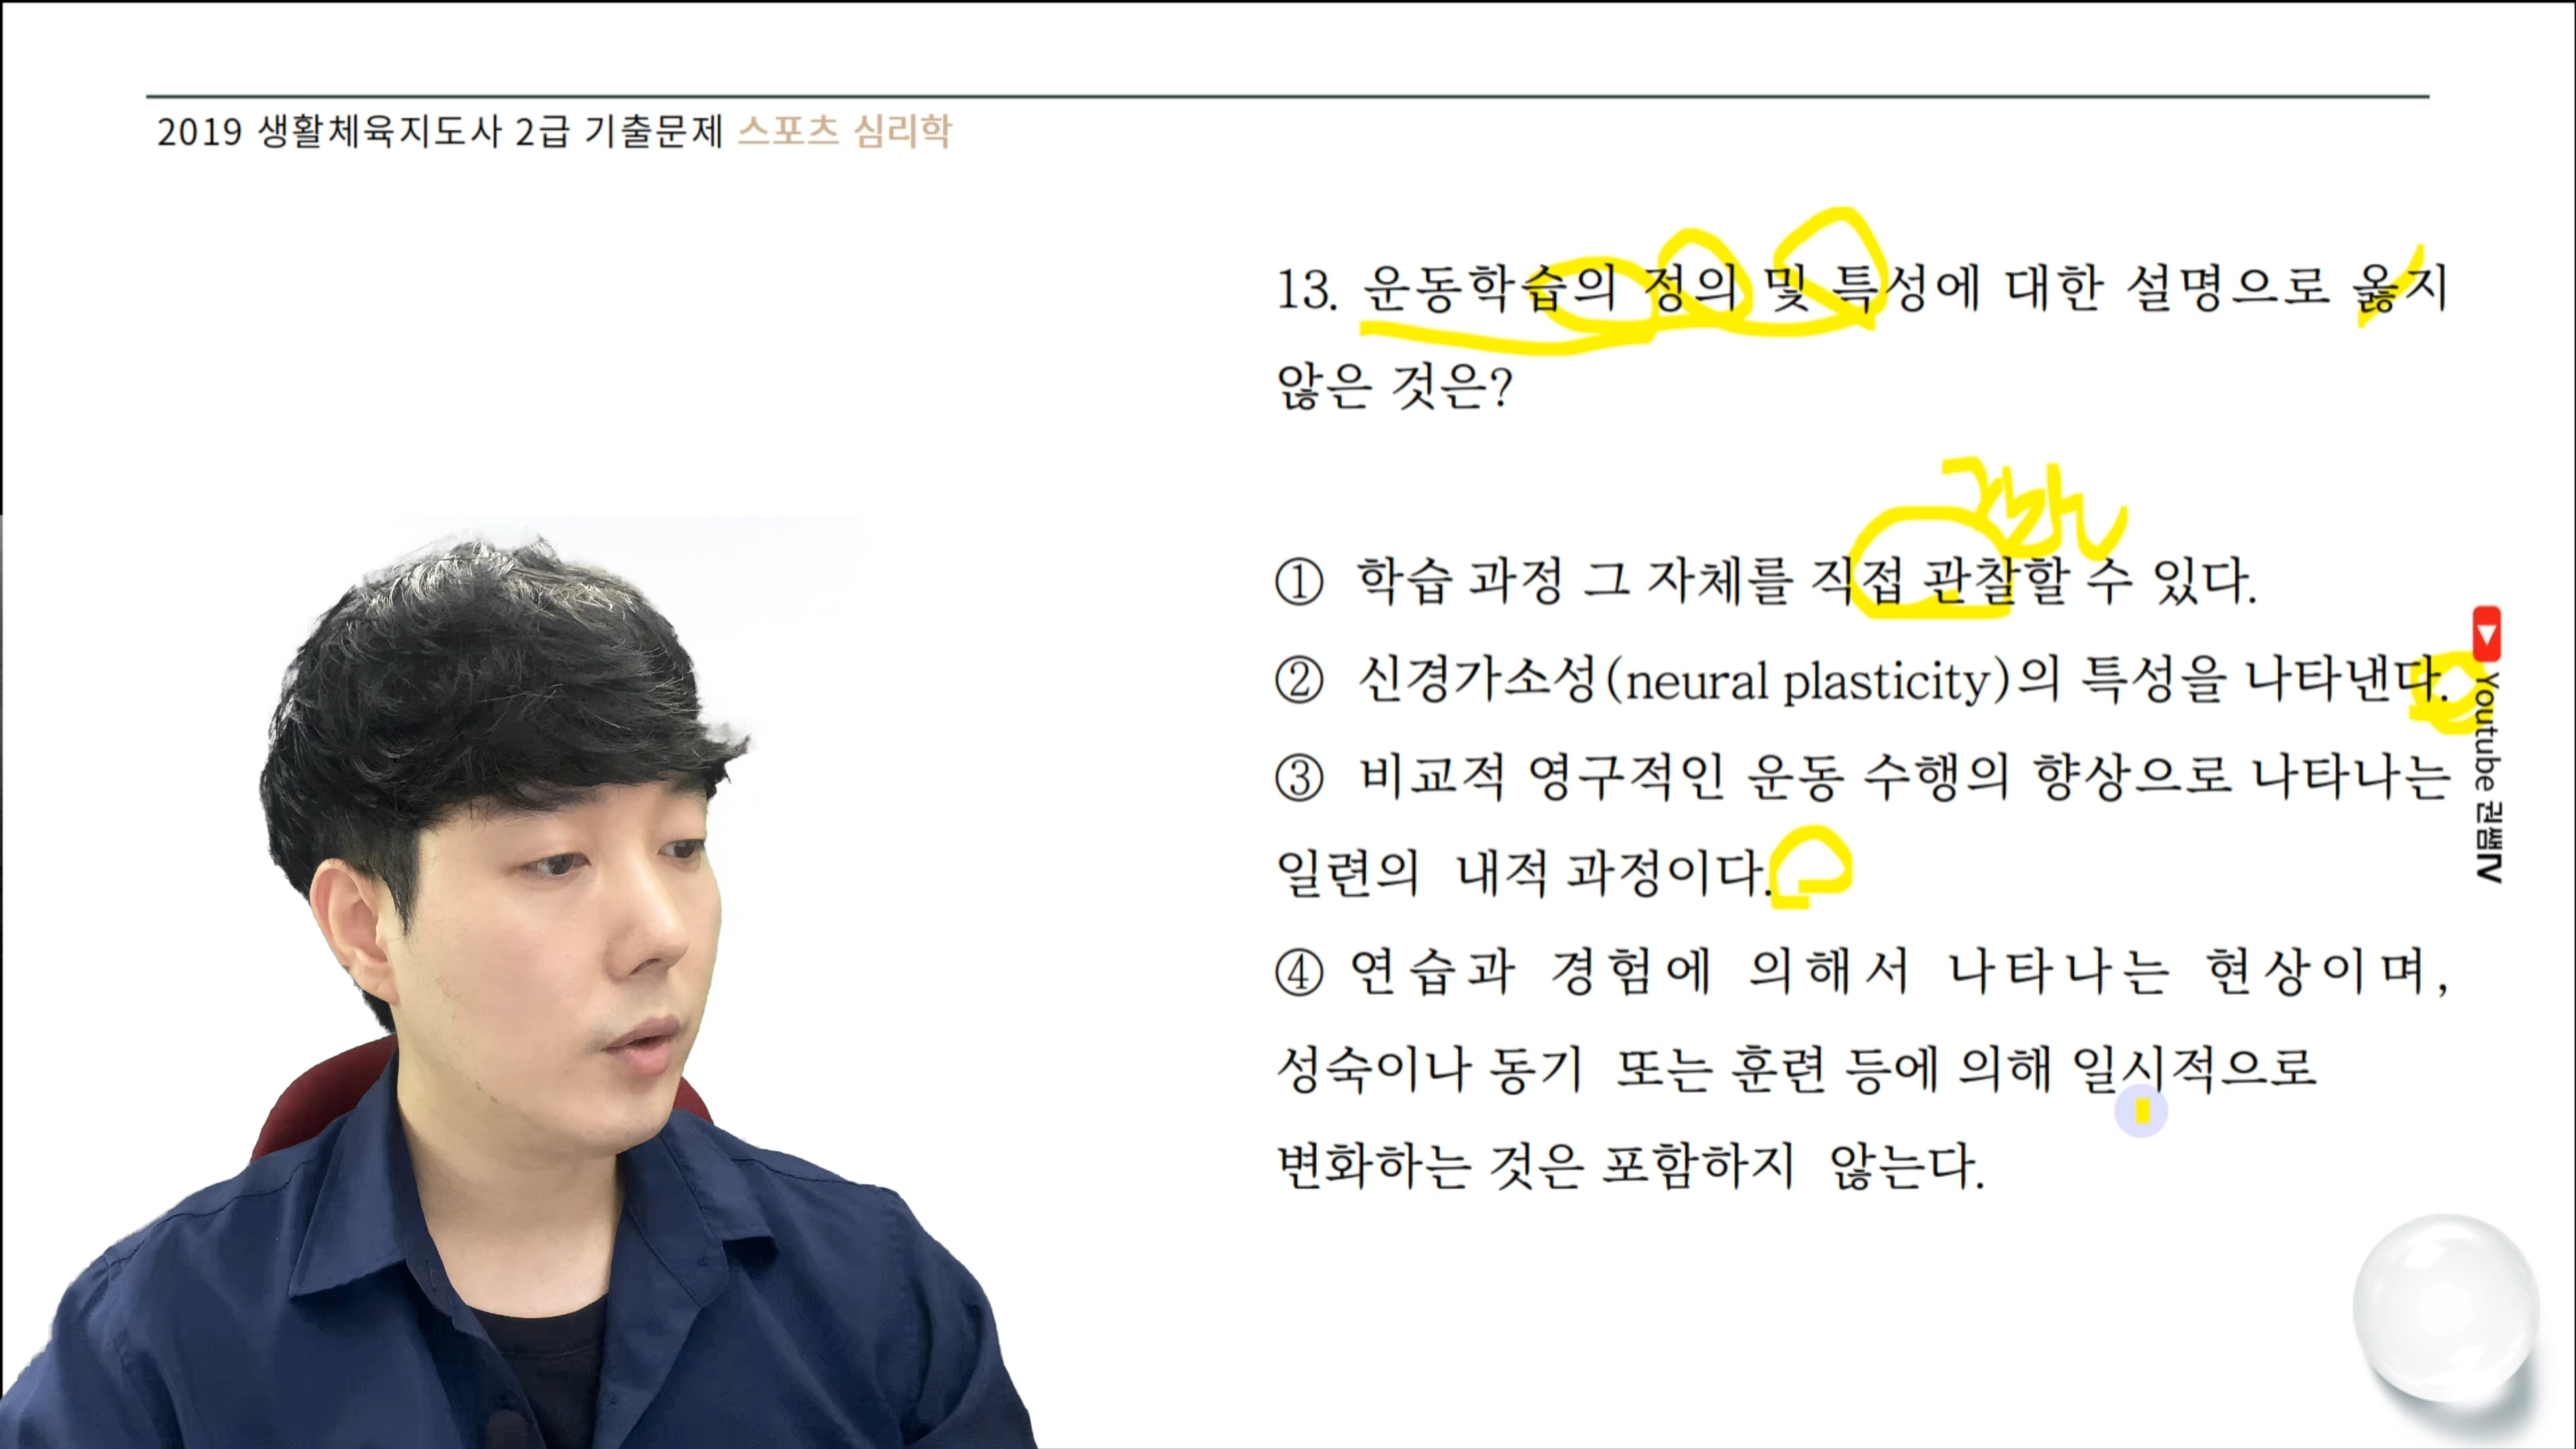 2019 생활체육지도사 2급 기출문제 스포츠 심리학
13. 운동학습의 정의 및 특성에 대한 설명으로 옳지
않은 것은?
① 학습 과정 그 자체를 직접 관찰할 수 있다.
② 신경가소성(neural plasticity)의 특성을 나타낸다.
③ 비교적 영구적인 운동 수행의 향상으로 나타나는
일련의 내적 과정이다.
④ 연습과 경험에 의해서 나타나는 현상이며,
성숙이나 동기 또는 훈련 등에 의해 일시적으로
변화하는 것은 포함하지 않는다.
Youtube 권쌤TV